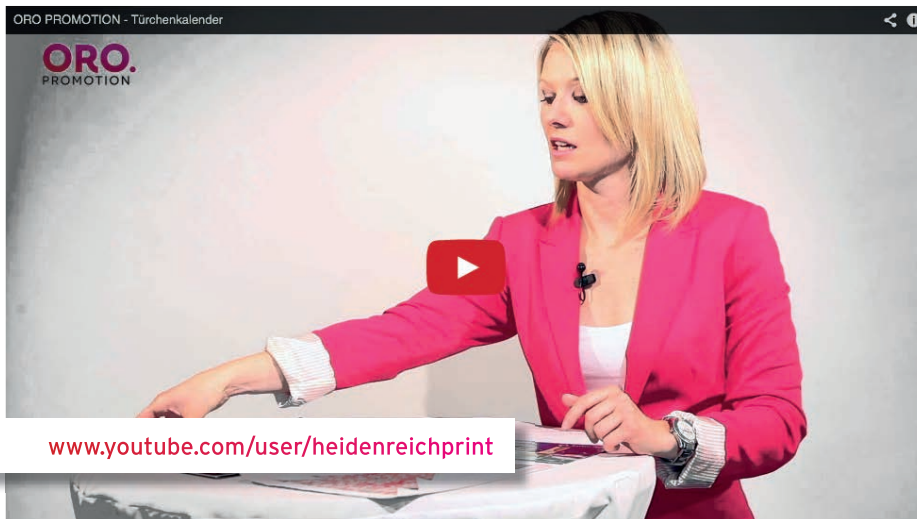 ORO PROMOTION - Türchenkalender
ORO.
PROMOTION
www.youtube.com/user/heidenreichprint